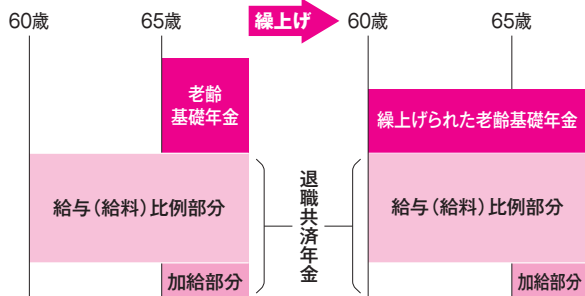 60歳
65歳
繰上げ
60歳
65歳
老齢
基礎年金
繰上げられた老齢基礎年金
給与(給料)比例部分
退職共済年金
給与(給料)比例部分
加給部分
加給部分